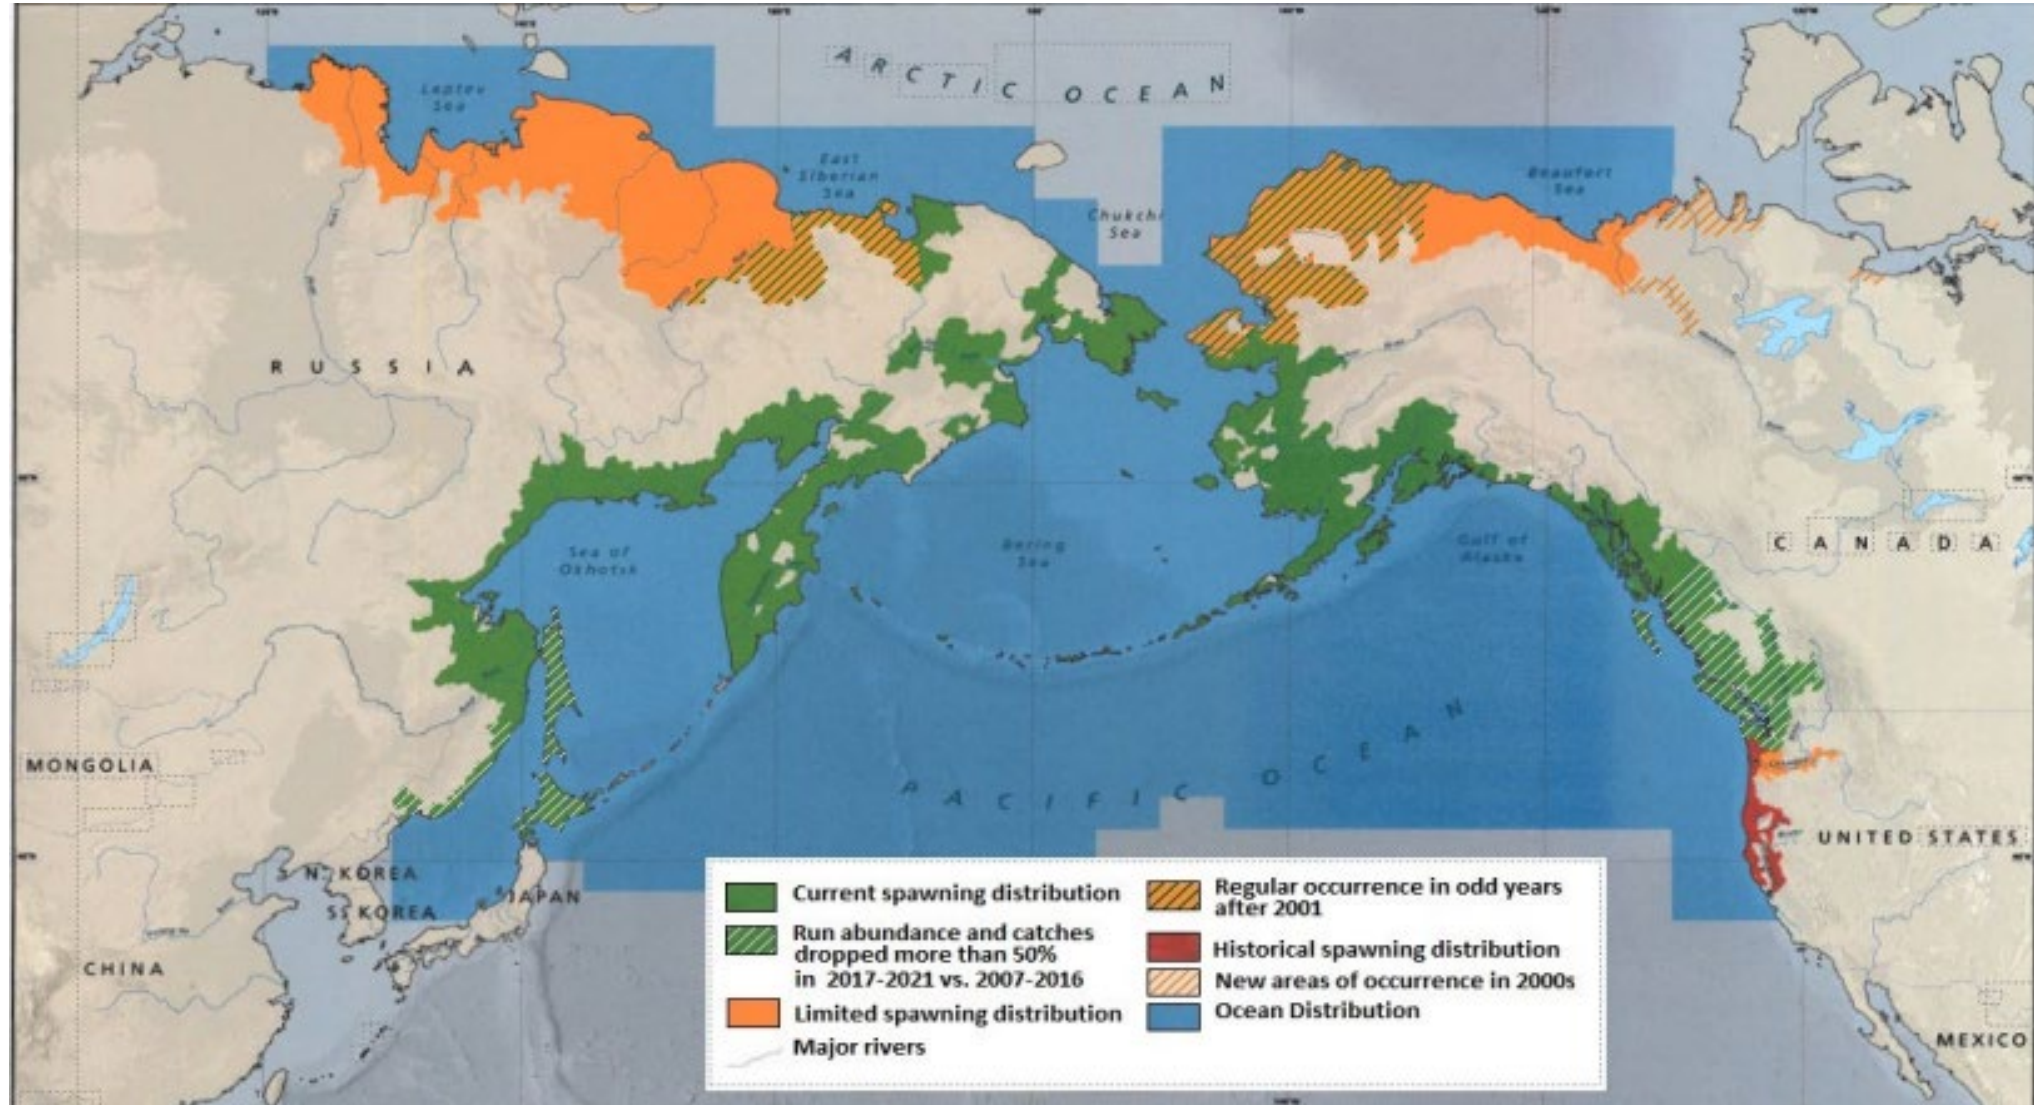 ARCTIC OCEAN
Laptev
Sea
East
Siberian
Sea
Chukchi
Sea
Beaufort
Sea
RUSSIA
Sea of
Okhotsk
Bering
Sea
Gulf of
Alaska
CANADA
MONGOLIA
PACIFIC OCEAN
UNITED STATES
N. KOREA
S. KOREA
JAPAN
CHINA
MEXICO
Current spawning distribution
Run abundance and catches
dropped more than 50%
in 2017-2021 vs. 2007-2016
Limited spawning distribution
Major rivers
Regular occurrence in odd years
after 2001
Historical spawning distribution
New areas of occurrence in 2000s
Ocean Distribution